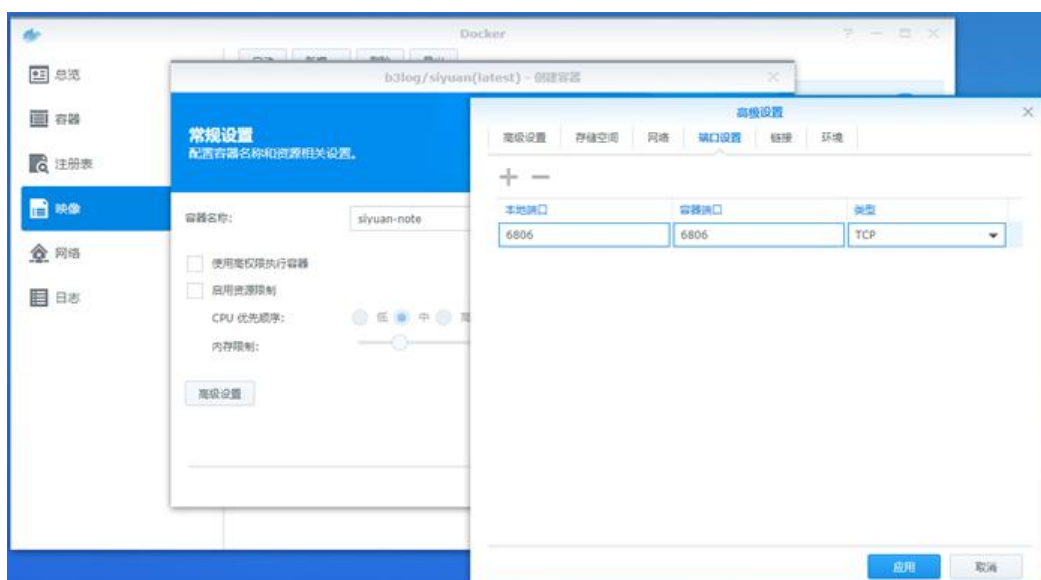 Docker
总览
容器
注册表
映像
网络
日志
b3log/siyuan(latest) - 创建容器
常规设置
配置容器名称和资源相关设置。
容器名称:
siyuan-note
使用高权限执行容器
启用资源限制
CPU 优先顺序:
低
中
高
内存限制:
高级设置
高级设置
高级设置
存储空间
网络
端口设置
链接
环境
本地端口
容器端口
类型
6806
6806
TCP
应用
取消